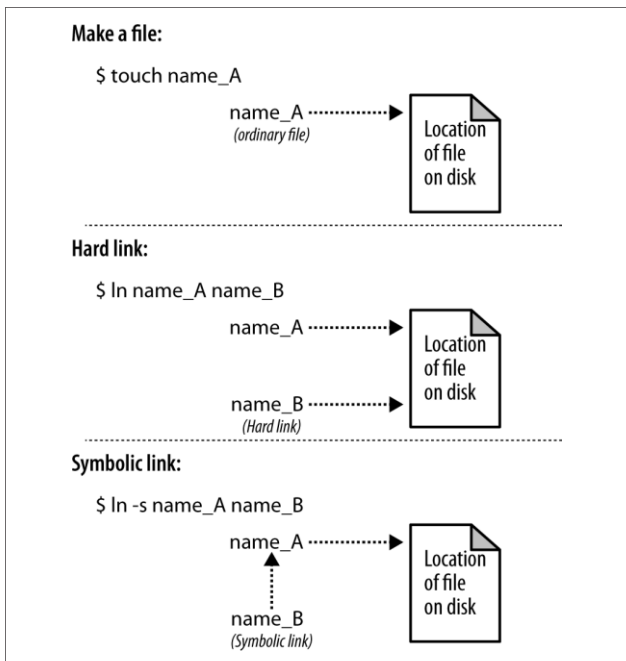 Make a file:
$ touch name_A
name_A
(ordinary file)
Location
of file
on disk
Hard link:
$ ln name_A name_B
name_A
name_B
(Hard link)
Location
of file
on disk
Symbolic link:
$ ln -s name_A name_B
name_A
name_B
(Symbolic link)
Location
of file
on disk